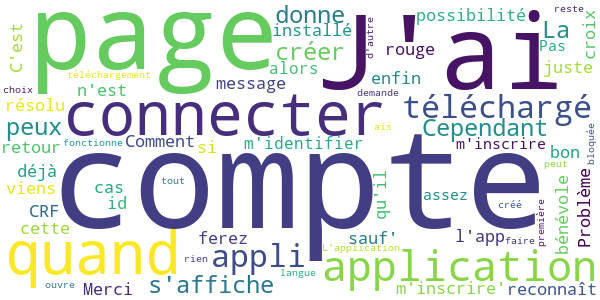 C'est
page
donne
installé
créer
alors
d'autre
J'ai
possibilité
rouge
La
Pas
juste
croix
reste
téléchargement
n'est
message
enfin
choix
résolu
connecter
téléchargé
demande
peux
fonctionne
Comment
si
m'identifier
ais
Cependant
m'inscrire
bon
bloquée
retour
déjà
viens
cas
id
tout
compte
qu'il
assez
créé
peut
première
bénévole
Problème
CRF
cette
quand
ferez
appli
sauf'
L'application
l'app
faire
application
rien
langue
ouvre
Merci
s'affiche
m'inscrire'
reconnaît